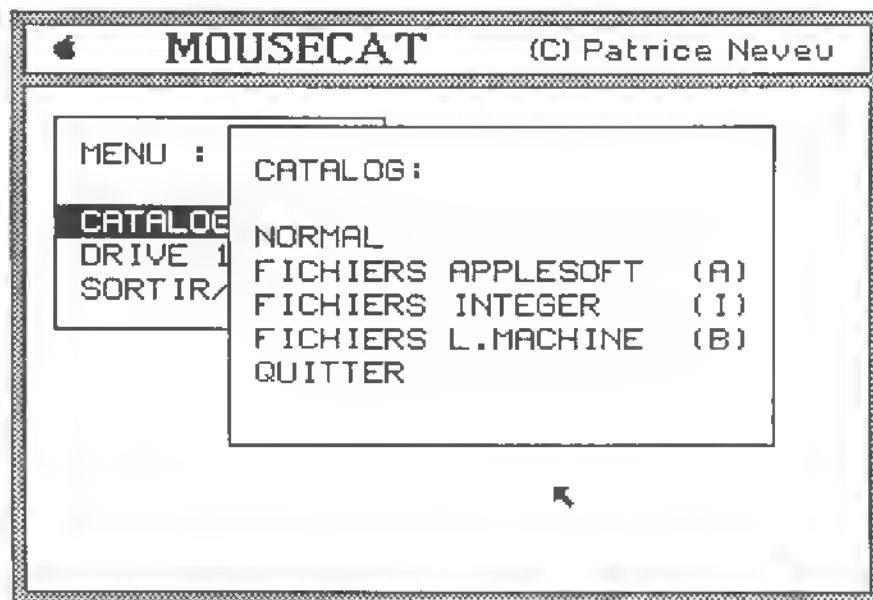 MOUSECAT (C) Patrice Neveu
MENU :
CATALOG
DRIVE 1
SORTIR/
CATALOG:
NORMAL
FICHIERS APPLESOFT (A)
FICHIERS INTEGER (I)
FICHIERS L.MACHINE (B)
QUITTER